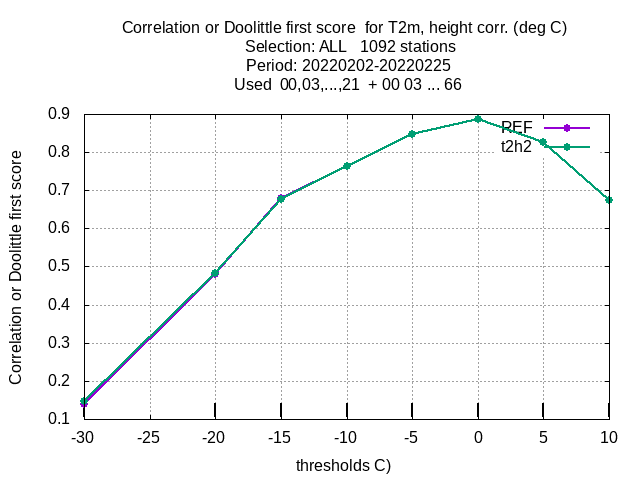 Correlation or Doolittle first score  for T2m, height corr. (deg C)
Selection: ALL   1092 stations
Period: 20220202-20220225
Used  00,03,...,21  + 00 03 ... 66
REF
t2h2
0.9
0.8
0.7
0.6
0.5
0.4
0.3
0.2
0.1
Correlation or Doolittle first score
-30 -25 -20 -15 -10 -5 0 5 10
thresholds C)